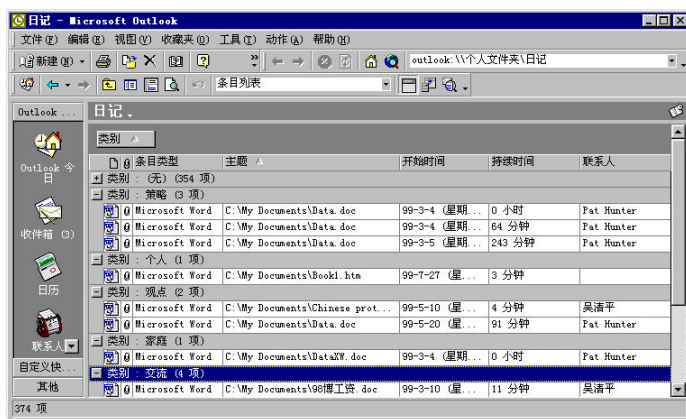 日记 - Microsoft Outlook
文件(F) 编辑(E) 视图(V) 收藏夹(O) 工具(T) 动作(A) 帮助(H)
新建(N)
outlook:\\个人文件夹\日记
条目列表
Outlook ...
日记
类别
条目类型 主题 开始时间 持续时间 联系人
类别 : (无) (354 项)
类别 : 策略 (3 项)
Microsoft Word C:\My Documents\Data.doc 99-3-4 (星期... 0 小时 Pat Hunter
Microsoft Word C:\My Documents\Data.doc 99-3-4 (星期... 64 分钟 Pat Hunter
Microsoft Word C:\My Documents\Data.doc 99-3-5 (星期... 243 分钟 Pat Hunter
类别 : 个人 (1 项)
Microsoft Word C:\My Documents\Book1.htm 99-7-27 (星... 3 分钟
类别 : 观点 (2 项)
Microsoft Word C:\My Documents\Chinese prot... 99-5-10 (星... 4 分钟 吴清平
Microsoft Word C:\My Documents\Data.doc 99-5-20 (星... 91 分钟 Pat Hunter
类别 : 家庭 (1 项)
Microsoft Word C:\My Documents\DataXW.doc 99-3-4 (星期... 0 小时 Pat Hunter
类别 : 交流 (4 项)
Microsoft Word C:\My Documents\98博工资.doc 99-3-10 (星... 11 分钟 吴清平
Outlook 今
日
收件箱 (3)
日历
联系人
自定义快...
其他
374 项